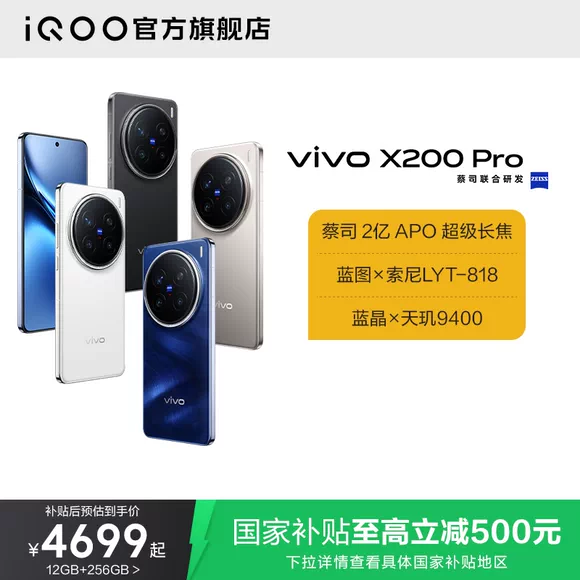 iQOO官方旗舰店
vivo X200 Pro
蔡司联合研发 ZEISS
蔡司 2亿 APO 超级长焦
蓝图×索尼LYT-818
蓝晶×天玑9400
vivo
vivo
vivo
补贴后预估到手价
¥4699起
12GB+256GB >
国家补贴至高立减500元
下拉详情查看具体国家补贴地区